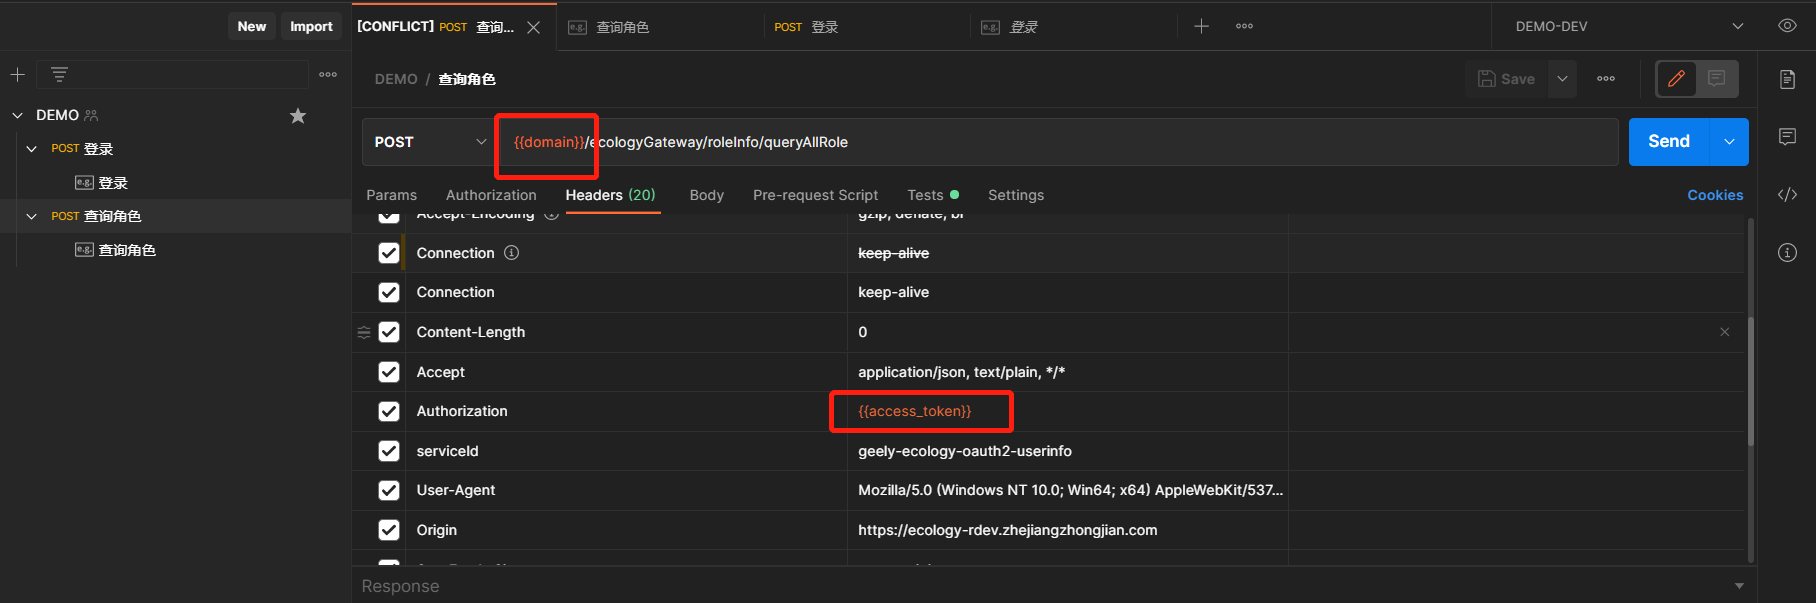 New Import [CONFLICT] POST 查询... e.g. 查询角色 POST 登录 e.g. 登录 DEMO-DEV
DEMO / 查询角色 Save
DEMO
POST 登录
e.g. 登录
POST 查询角色
e.g. 查询角色
POST {{domain}}/ecologyGateway/roleInfo/queryAllRole Send
Params Authorization Headers (20) Body Pre-request Script Tests Settings Cookies
Accept-Encoding gzip, deflate, br
Connection keep-alive
Connection keep-alive
Content-Length 0
Accept application/json, text/plain, */*
Authorization {{access_token}}
serviceId geely-ecology-oauth2-userinfo
User-Agent Mozilla/5.0 (Windows NT 10.0; Win64; x64) AppleWebKit/537...
Origin https://ecology-rdev.zhejiangzhongjian.com
Response